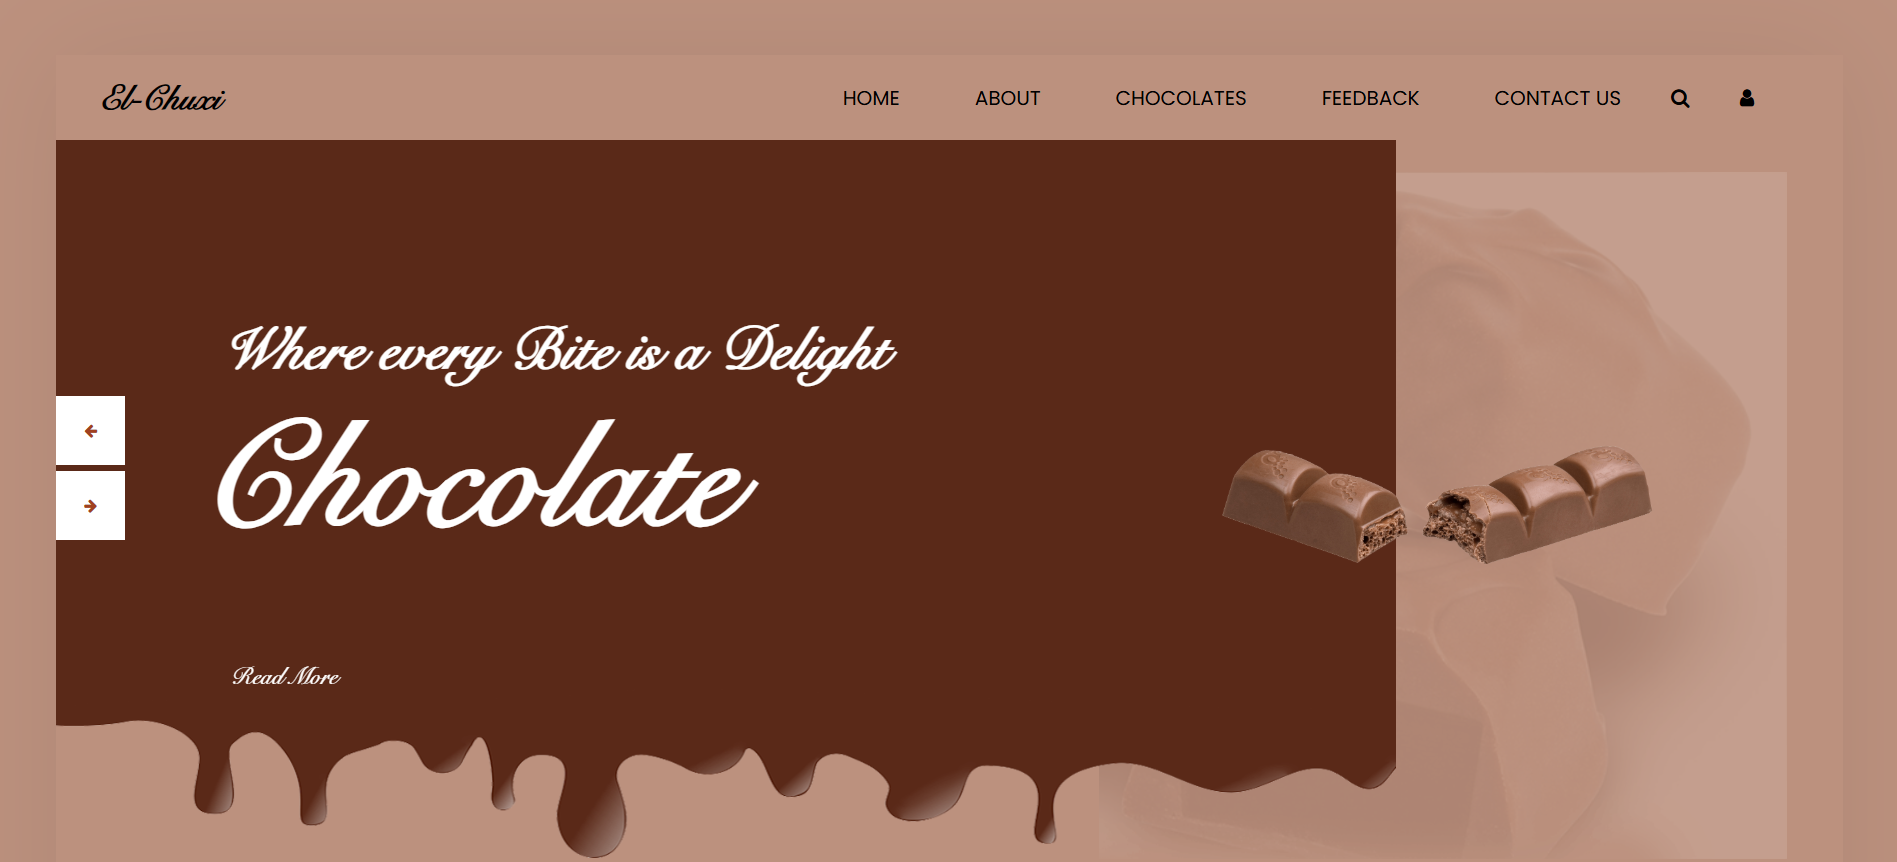 El-Chuxi
HOME ABOUT CHOCOLATES FEEDBACK CONTACT US
Where every Bite is a Delight
Chocolate
Read More